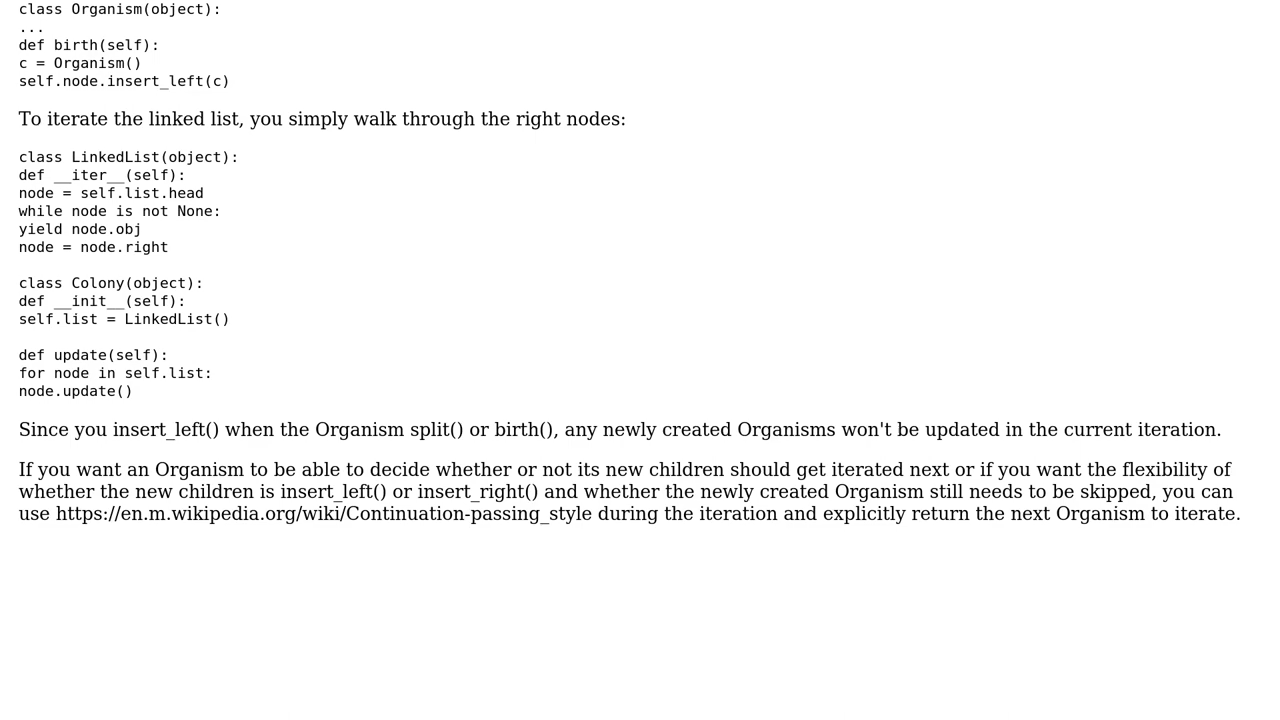 class Organism(object):
...
def birth(self):
c = Organism()
self.node.insert_left(c)
To iterate the linked list, you simply walk through the right nodes:
class LinkedList(object):
def __iter__(self):
node = self.list.head
while node is not None:
yield node.obj
node = node.right
class Colony(object):
def __init__(self):
self.list = LinkedList()
def update(self):
for node in self.list:
node.update()
Since you insert_left() when the Organism split() or birth(), any newly created Organisms won't be updated in the current iteration.
If you want an Organism to be able to decide whether or not its new children should get iterated next or if you want the flexibility of
whether the new children is insert_left() or insert_right() and whether the newly created Organism still needs to be skipped, you can
use https://en.m.wikipedia.org/wiki/Continuation-passing_style during the iteration and explicitly return the next Organism to iterate.